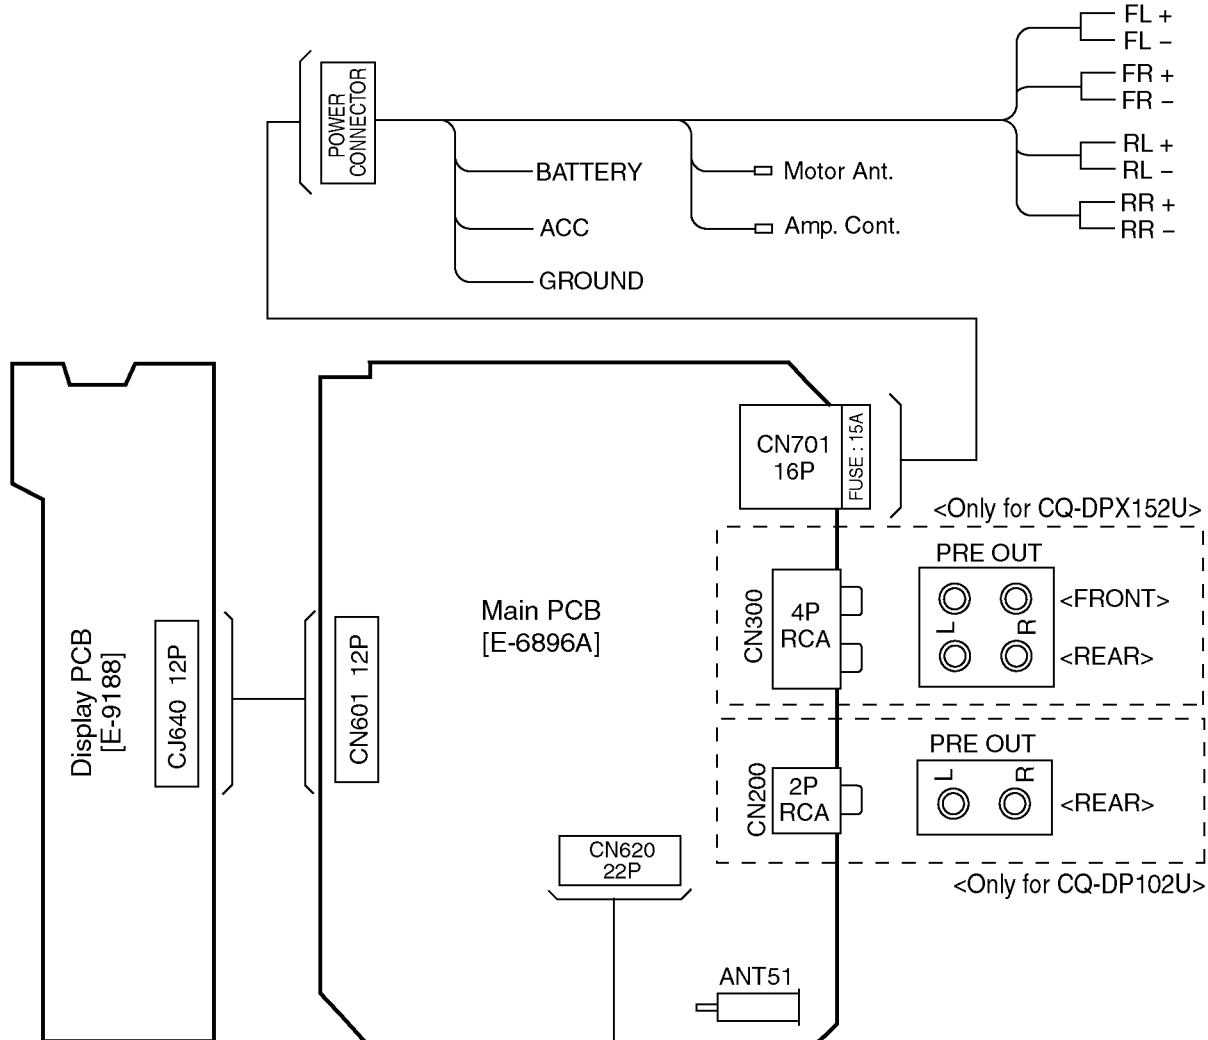 FL +
FL −
FR +
FR −
RL +
RL −
RR +
RR −
POWER
CONNECTOR
BATTERY
ACC
GROUND
Motor Ant.
Amp. Cont.
CN701
16P
FUSE : 15A
<Only for CQ-DPX152U>
PRE OUT
L
R
<FRONT>
<REAR>
CN300
4P
RCA
Main PCB
[E-6896A]
Display PCB
[E-9188]
CJ640 12P
CN601 12P
PRE OUT
L
R
<REAR>
CN200
2P
RCA
<Only for CQ-DP102U>
CN620
22P
ANT51